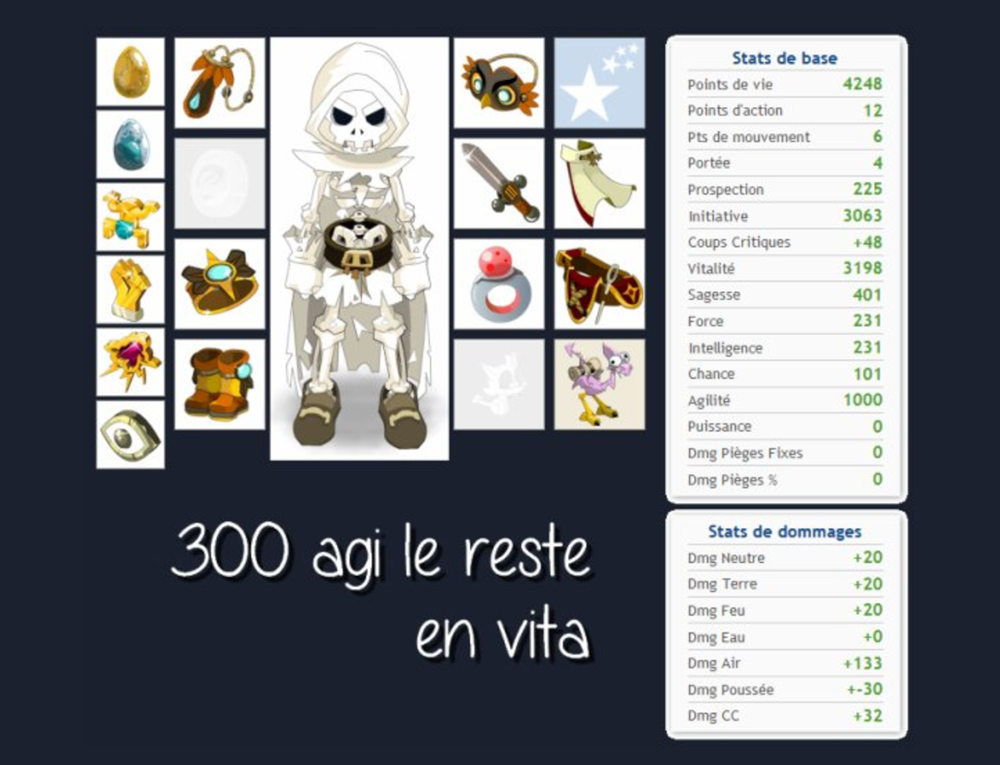 Stats de base
Points de vie 4248
Points d'action 12
Pts de mouvement 6
Portée 4
Prospection 225
Initiative 3063
Coups Critiques +48
Vitalité 3198
Sagesse 401
Force 231
Intelligence 231
Chance 101
Agilité 1000
Puissance 0
Dmg Pièges Fixes 0
Dmg Pièges % 0
300 agi le reste
en vita
Stats de dommages
Dmg Neutre +20
Dmg Terre +20
Dmg Feu +20
Dmg Eau +0
Dmg Air +133
Dmg Poussée +-30
Dmg CC +32